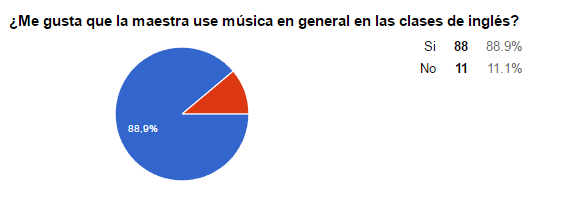 ¿Me gusta que la maestra use música en general en las clases de inglés?
Si 88 88.9%
No 11 11.1%
88,9%